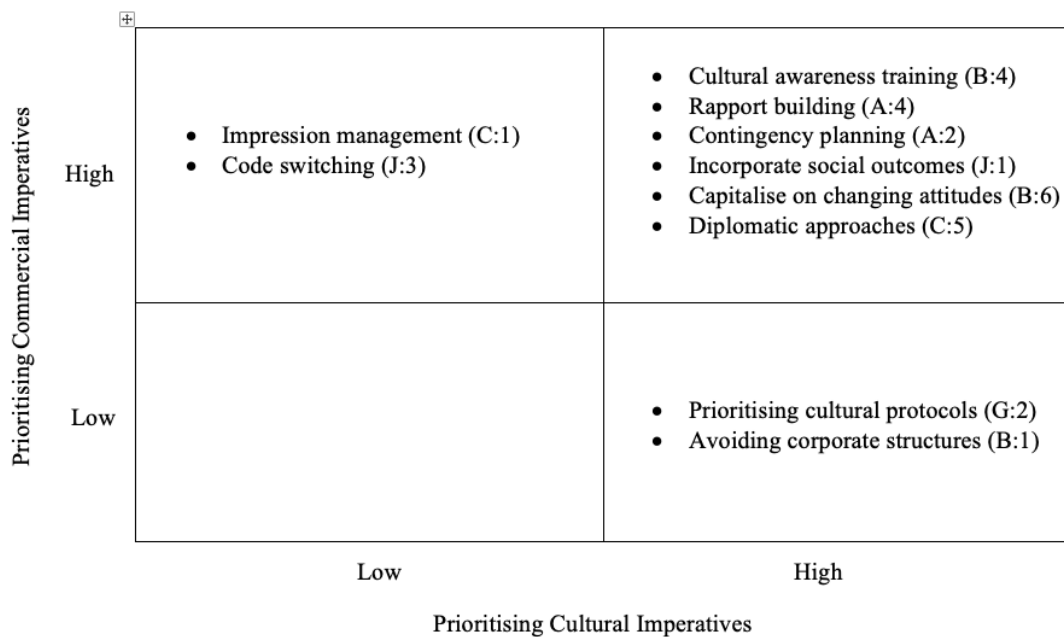 Prioritising Commercial Imperatives
High
• Impression management (C:1)
• Code switching (J:3)
• Cultural awareness training (B:4)
• Rapport building (A:4)
• Contingency planning (A:2)
• Incorporate social outcomes (J:1)
• Capitalise on changing attitudes (B:6)
• Diplomatic approaches (C:5)
Low
• Prioritising cultural protocols (G:2)
• Avoiding corporate structures (B:1)
Low
High
Prioritising Cultural Imperatives